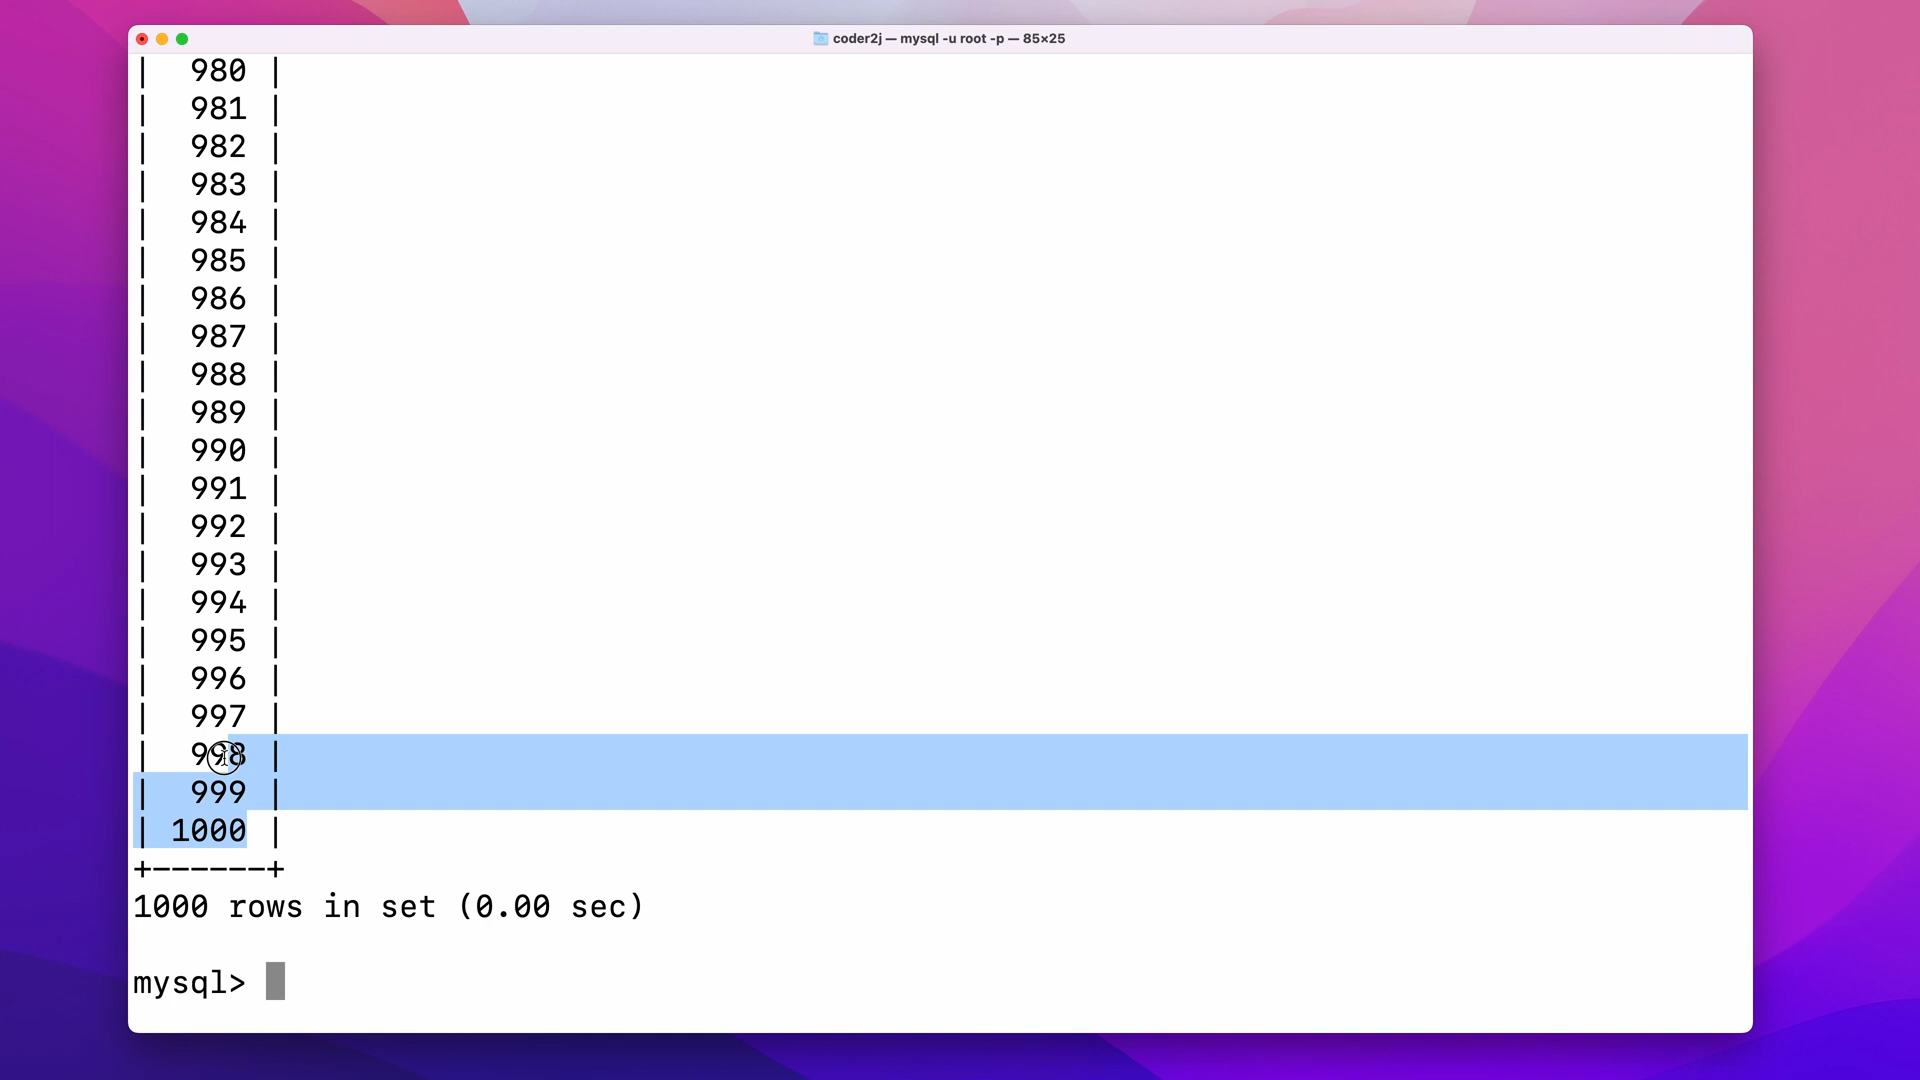 coder2j — mysql -u root -p — 85×25
|   980 |
|   981 |
|   982 |
|   983 |
|   984 |
|   985 |
|   986 |
|   987 |
|   988 |
|   989 |
|   990 |
|   991 |
|   992 |
|   993 |
|   994 |
|   995 |
|   996 |
|   997 |
|   998 |
|   999 |
|  1000 |
+------+
1000 rows in set (0.00 sec)
mysql>